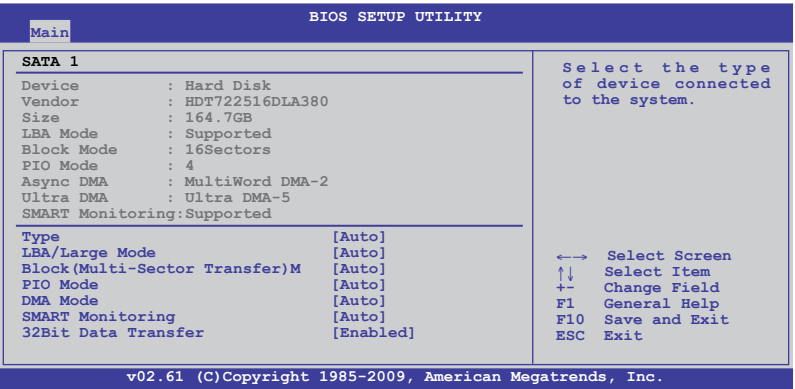 BIOS SETUP UTILITY
Main
SATA 1
Device : Hard Disk
Vendor : HDT722516DLA380
Size : 164.7GB
LBA Mode : Supported
Block Mode : 16Sectors
PIO Mode : 4
Async DMA : MultiWord DMA-2
Ultra DMA : Ultra DMA-5
SMART Monitoring:Supported
Type [Auto]
LBA/Large Mode [Auto]
Block(Multi-Sector Transfer)M [Auto]
PIO Mode [Auto]
DMA Mode [Auto]
SMART Monitoring [Auto]
32Bit Data Transfer [Enabled]
Select the type
of device connected
to the system.
←→ Select Screen
↑↓ Select Item
+- Change Field
F1 General Help
F10 Save and Exit
ESC Exit
v02.61 (C)Copyright 1985-2009, American Megatrends, Inc.